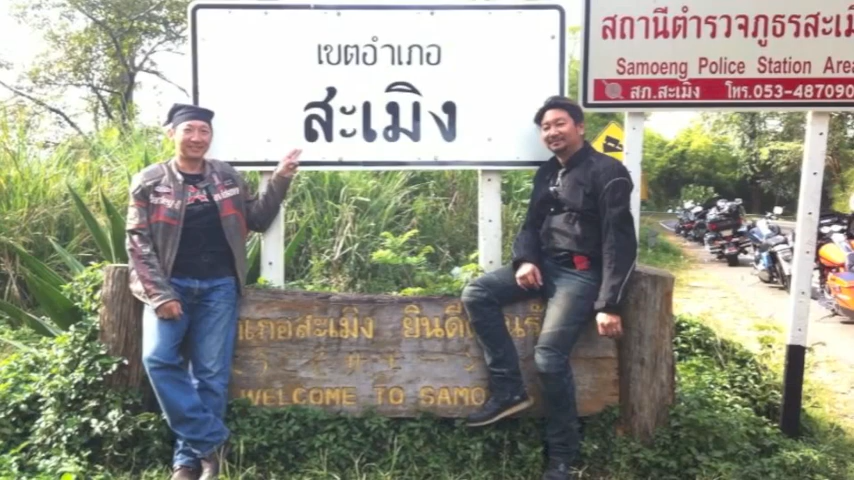 เขตอำเภอ
สะเมิง
สถานีตำรวจภูธรสะเมิ
Samoeng Police Station Area
สภ.สะเมิง โทร.053-487090
อำเภอสะเมิง ยินดีต้อนรั
WELCOME TO SAMO